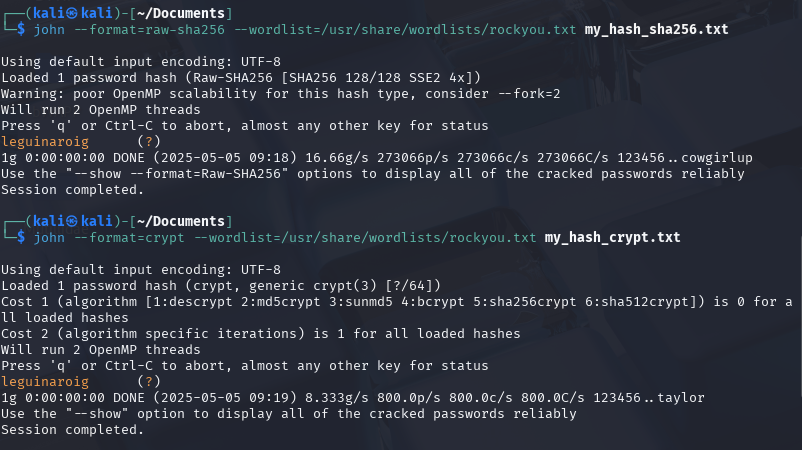 ┌──(kali㉿kali)-[~/Documents]
└─$ john --format=raw-sha256 --wordlist=/usr/share/wordlists/rockyou.txt my_hash_sha256.txt
Using default input encoding: UTF-8
Loaded 1 password hash (Raw-SHA256 [SHA256 128/128 SSE2 4x])
Warning: poor OpenMP scalability for this hash type, consider --fork=2
Will run 2 OpenMP threads
Press 'q' or Ctrl-C to abort, almost any other key for status
leguinaroig      (?)
1g 0:00:00:00 DONE (2025-05-05 09:18) 16.66g/s 273066p/s 273066c/s 273066C/s 123456..cowgirlup
Use the "--show --format=Raw-SHA256" options to display all of the cracked passwords reliably
Session completed.
┌──(kali㉿kali)-[~/Documents]
└─$ john --format=crypt --wordlist=/usr/share/wordlists/rockyou.txt my_hash_crypt.txt
Using default input encoding: UTF-8
Loaded 1 password hash (crypt, generic crypt(3) [?/64])
Cost 1 (algorithm [1:descrypt 2:md5crypt 3:sunmd5 4:bcrypt 5:sha256crypt 6:sha512crypt]) is 0 for a
ll loaded hashes
Cost 2 (algorithm specific iterations) is 1 for all loaded hashes
Will run 2 OpenMP threads
Press 'q' or Ctrl-C to abort, almost any other key for status
leguinaroig      (?)
1g 0:00:00:00 DONE (2025-05-05 09:19) 8.333g/s 800.0p/s 800.0c/s 800.0C/s 123456..taylor
Use the "--show" option to display all of the cracked passwords reliably
Session completed.